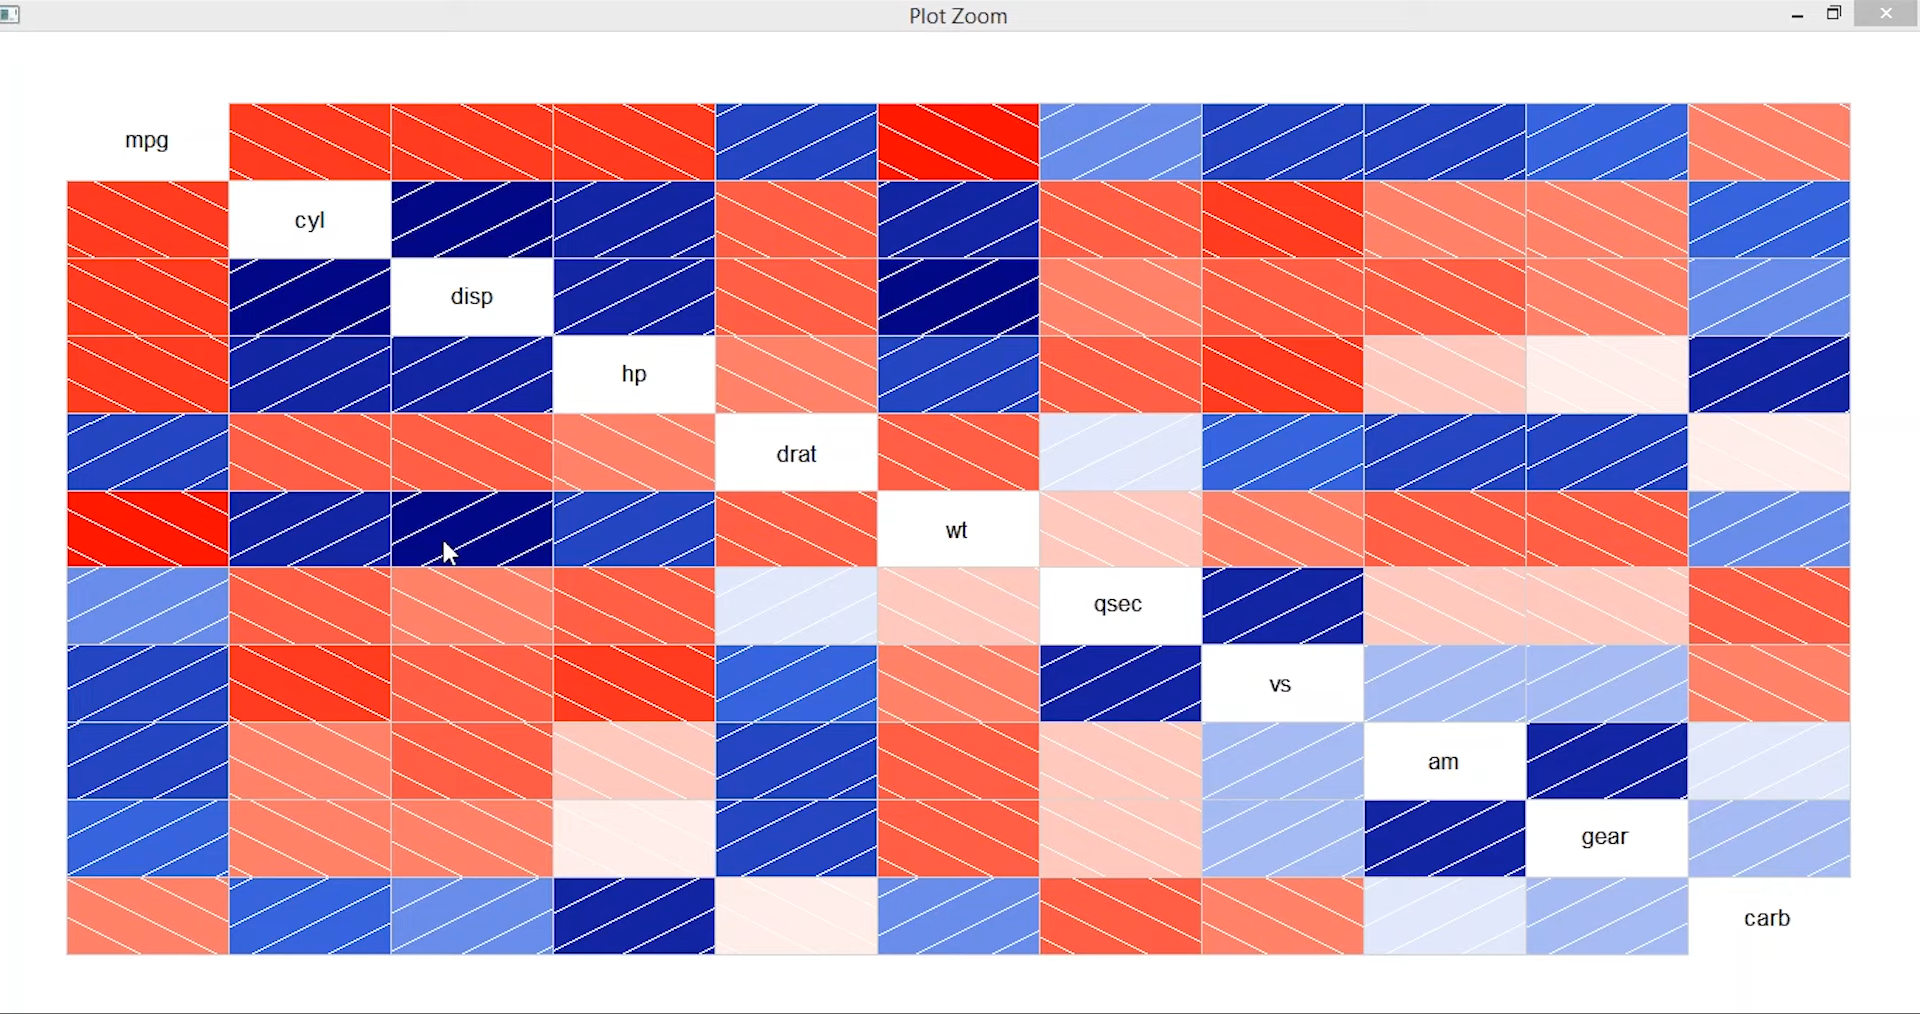 Plot Zoom
mpg
cyl
disp
hp
drat
wt
qsec
vs
am
gear
carb